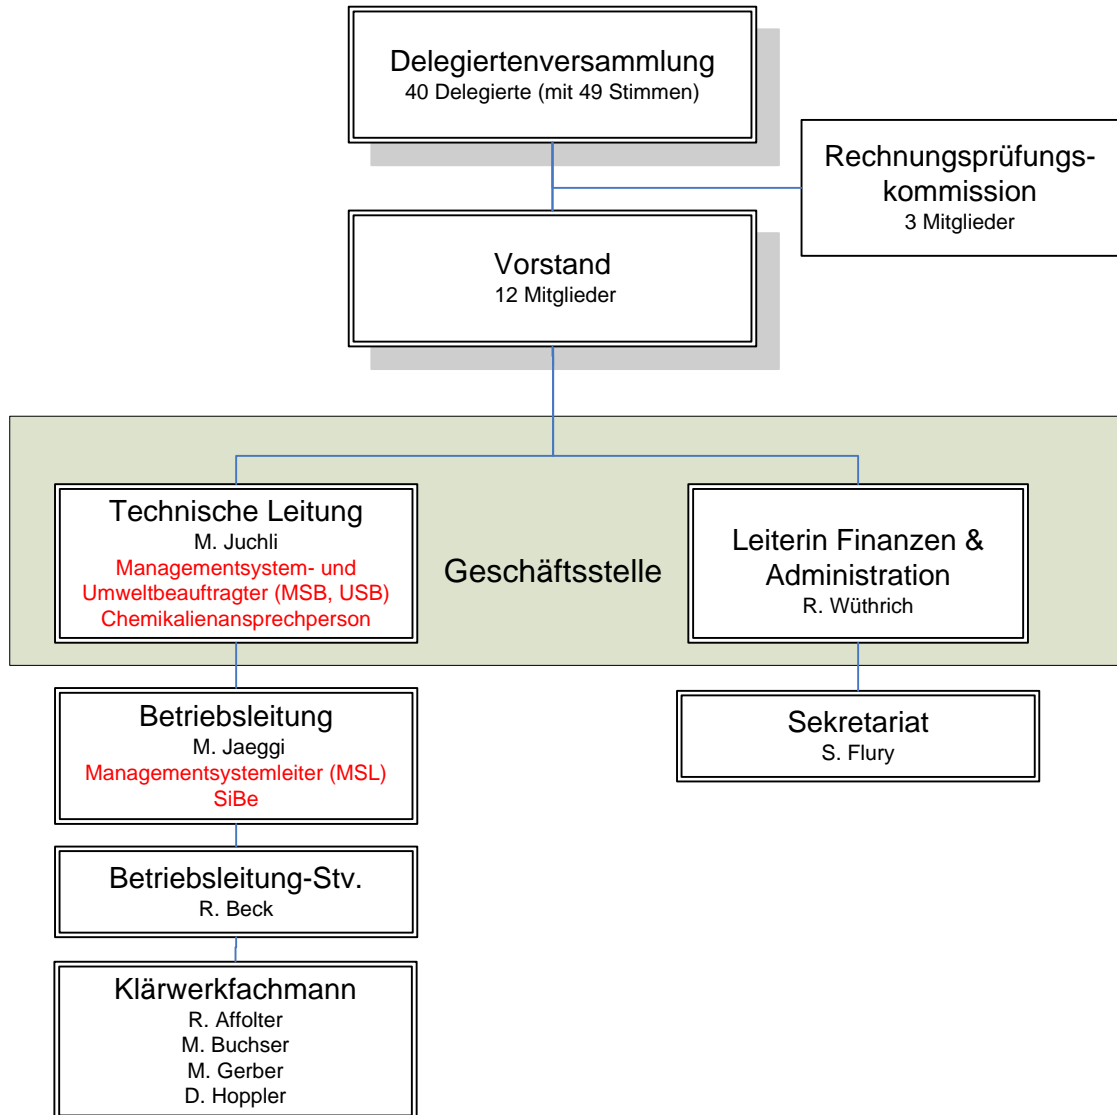 Delegiertenversammlung
40 Delegierte (mit 49 Stimmen)
Rechnungsprüfungs-
kommission
3 Mitglieder
Vorstand
12 Mitglieder
Technische Leitung
M. Juchli
Managementsystem- und
Umweltbeauftragter (MSB, USB)
Chemikalienansprechperson
Geschäftsstelle
Leiterin Finanzen &
Administration
R. Wüthrich
Betriebsleitung
M. Jaeggi
Managementsystemleiter (MSL)
SiBe
Sekretariat
S. Flury
Betriebsleitung-Stv.
R. Beck
Klärwerkfachmann
R. Affolter
M. Buchser
M. Gerber
D. Hoppler